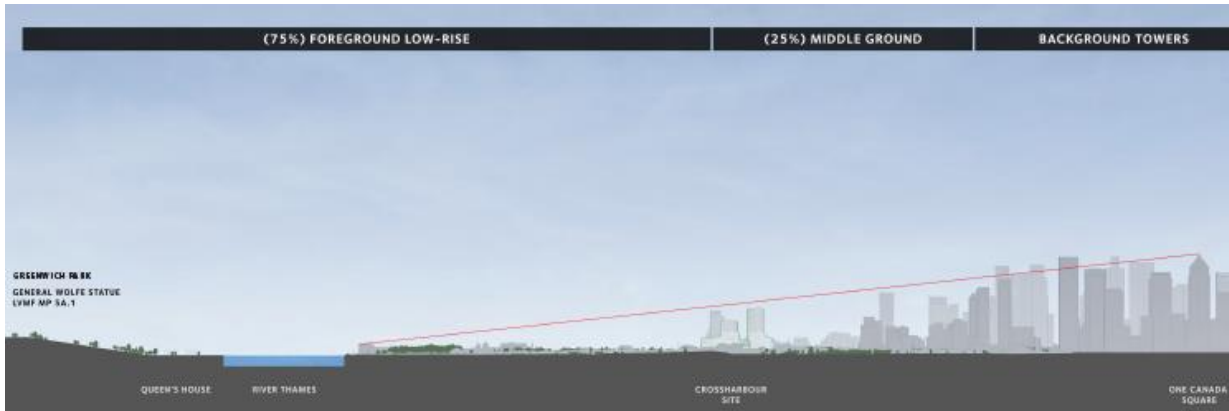 (75%) FOREGROUND LOW-RISE
(25%) MIDDLE GROUND
BACKGROUND TOWERS
GREENWICH PARK
GENERAL WOLFE STATUE
LVMF MP 5A.1
QUEEN'S HOUSE
RIVER THAMES
CROSSHARBOUR
SITE
ONE CANADA
SQUARE